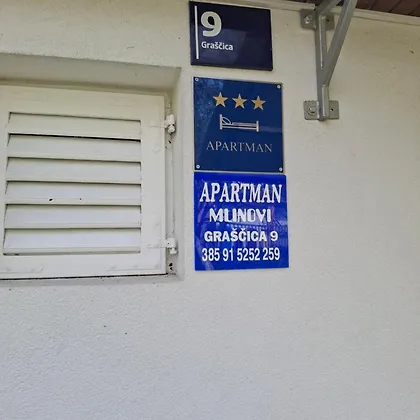 9
Graščica
APARTMAN
APARTMAN
MLINOVI
GRAŠČICA 9
385 91 5252 259